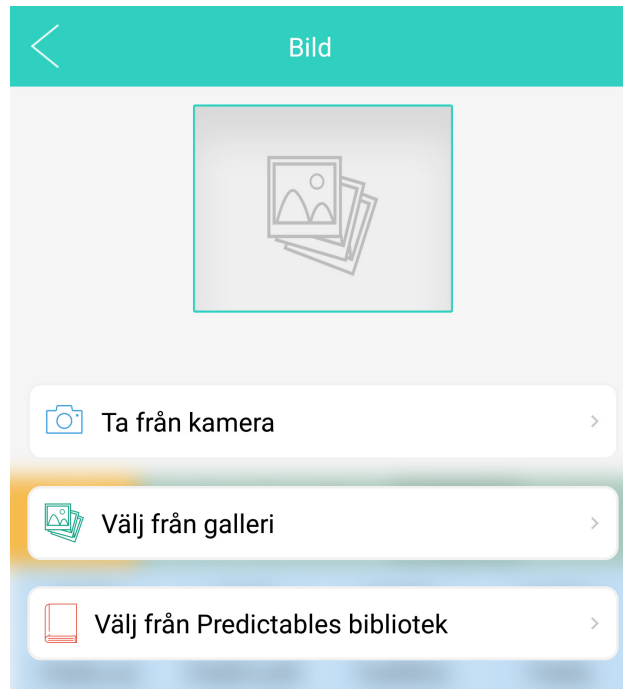 Bild
Ta från kamera
Välj från galleri
Välj från Predictables bibliotek